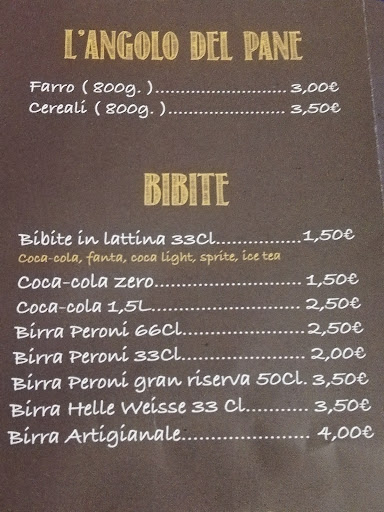 L'ANGOLO DEL PANE
Farro ( 800g. )........................... 3,00€
Cereali ( 800g. )........................ 3,50€
BIBITE
Bibite in lattina 33Cl...............1,50€
Coca-cola, fanta, coca light, sprite, ice tea
Coca-cola zero..........................1,50€
Coca-cola 1,5L........................... 2,50€
Birra Peroni 66Cl..................... 2,50€
Birra Peroni 33Cl..................... 2,00€
Birra Peroni gran riserva 50Cl. 3,50€
Birra Helle Weisse 33 Cl........... 3,50€
Birra Artigianale...................... 4,00€